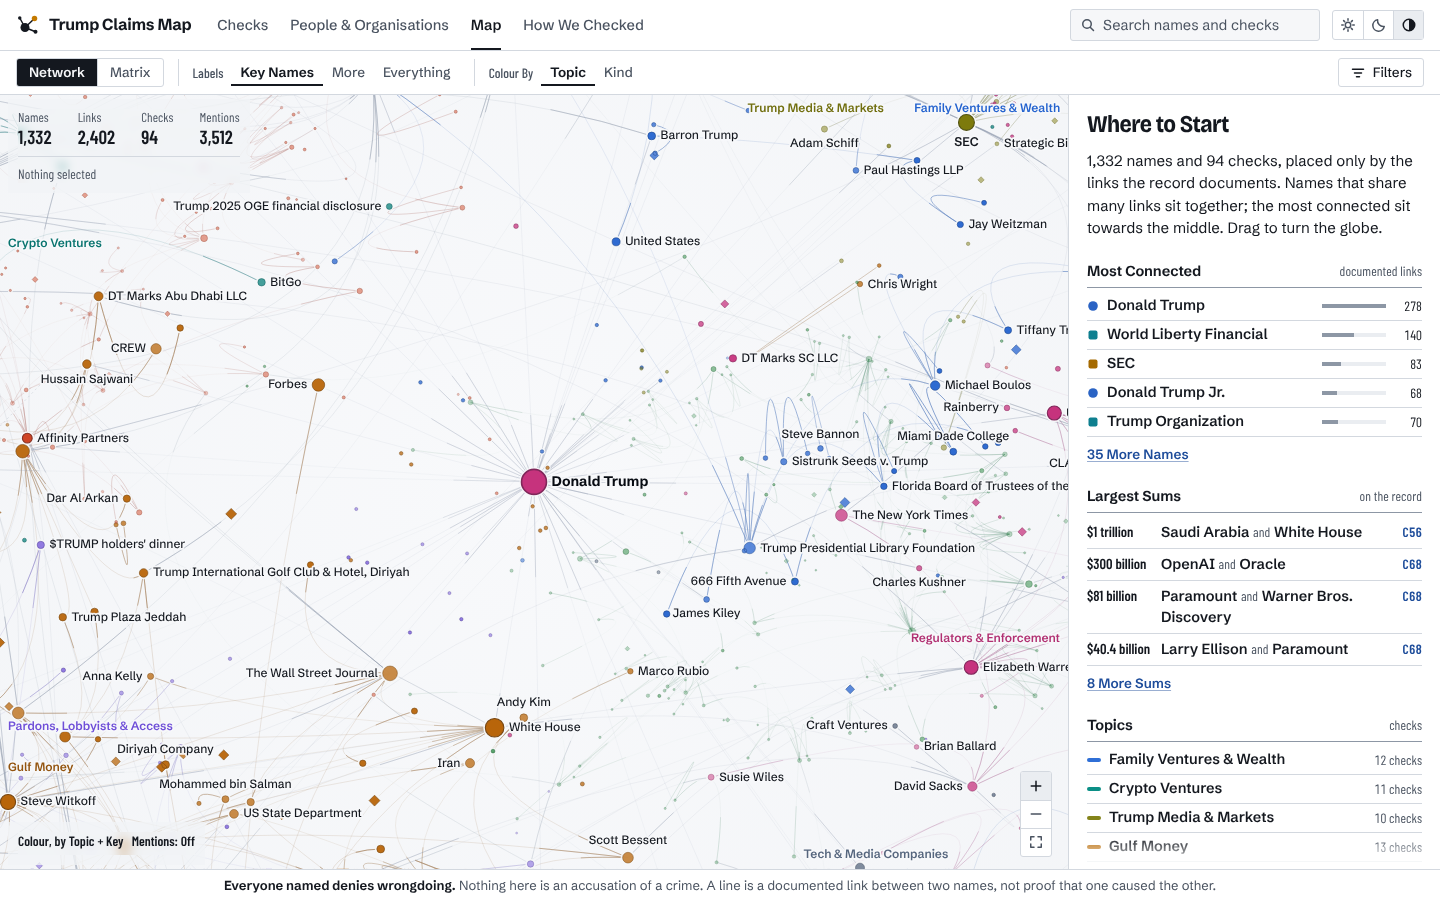 Trump Claims Map
Checks
People & Organisations
Map
How We Checked
Search names and checks
Network
Matrix
Labels
Key Names
More
Everything
Colour By
Topic
Kind
Filters
Names
Links
Checks
Mentions
1,332
2,402
94
3,512
Nothing selected
Trump Media & Markets
Family Ventures & Wealth
Barron Trump
Adam Schiff
SEC
Strategic Bi
Paul Hastings LLP
Trump 2025 OGE financial disclosure
Jay Weitzman
Crypto Ventures
United States
BitGo
Chris Wright
DT Marks Abu Dhabi LLC
Tiffany Tr
CREW
DT Marks SC LLC
Hussain Sajwani
Forbes
Michael Boulos
Rainberry
Affinity Partners
Steve Bannon
Miami Dade College
Sistrunk Seeds v. Trump
CLA
Donald Trump
Florida Board of Trustees of the
Dar Al Arkan
The New York Times
$TRUMP holders' dinner
Trump Presidential Library Foundation
Trump International Golf Club & Hotel, Diriyah
666 Fifth Avenue
Charles Kushner
Trump Plaza Jeddah
James Kiley
Regulators & Enforcement
Anna Kelly
The Wall Street Journal
Marco Rubio
Elizabeth Warre
Andy Kim
Pardons, Lobbyists & Access
White House
Craft Ventures
Diriyah Company
Brian Ballard
Gulf Money
Iran
Mohammed bin Salman
Susie Wiles
David Sacks
Steve Witkoff
US State Department
Colour, by Topic + Key
Mentions: Off
Scott Bessent
Tech & Media Companies
Where to Start
1,332 names and 94 checks, placed only by the
links the record documents. Names that share
many links sit together; the most connected sit
towards the middle. Drag to turn the globe.
Most Connected
documented links
Donald Trump
278
World Liberty Financial
140
SEC
83
Donald Trump Jr.
68
Trump Organization
70
35 More Names
Largest Sums
on the record
$1 trillion
Saudi Arabia and White House
C56
$300 billion
OpenAI and Oracle
C68
$81 billion
Paramount and Warner Bros.
Discovery
C68
$40.4 billion
Larry Ellison and Paramount
C68
8 More Sums
Topics
checks
Family Ventures & Wealth
12 checks
Crypto Ventures
11 checks
Trump Media & Markets
10 checks
Gulf Money
13 checks
Everyone named denies wrongdoing. Nothing here is an accusation of a crime. A line is a documented link between two names, not proof that one caused the other.